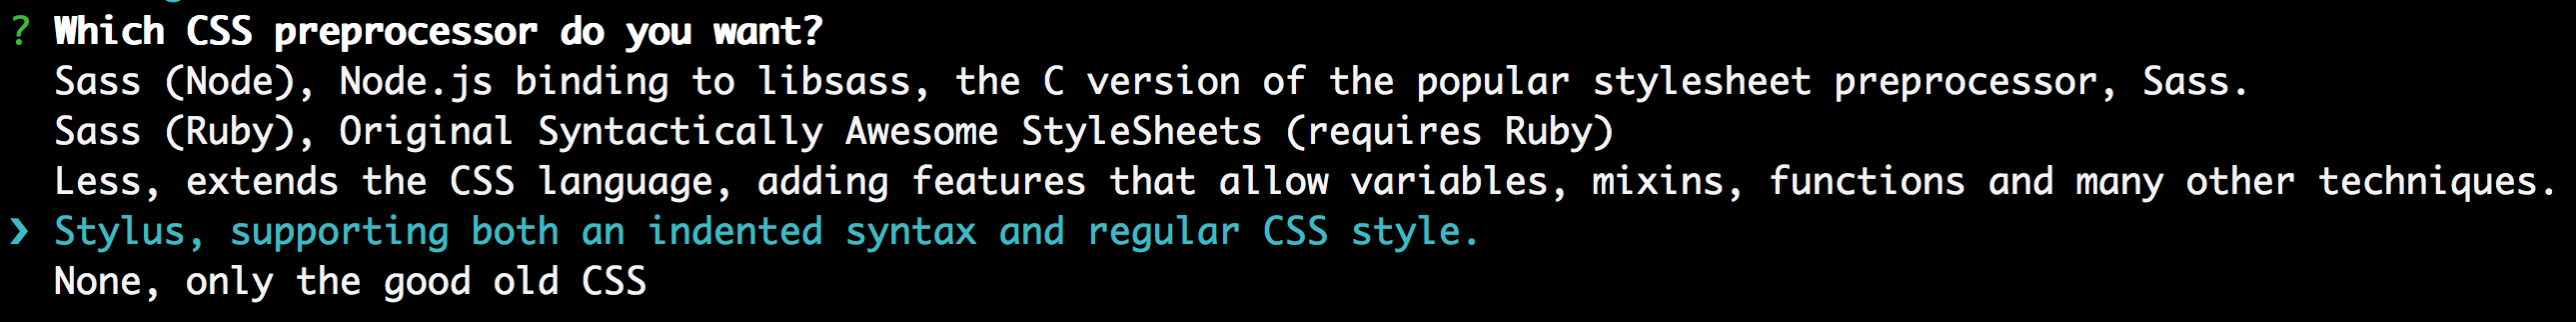 ? Which CSS preprocessor do you want?
Sass (Node), Node.js binding to libsass, the C version of the popular stylesheet preprocessor, Sass.
Sass (Ruby), Original Syntactically Awesome StyleSheets (requires Ruby)
Less, extends the CSS language, adding features that allow variables, mixins, functions and many other techniques.
❯ Stylus, supporting both an indented syntax and regular CSS style.
None, only the good old CSS